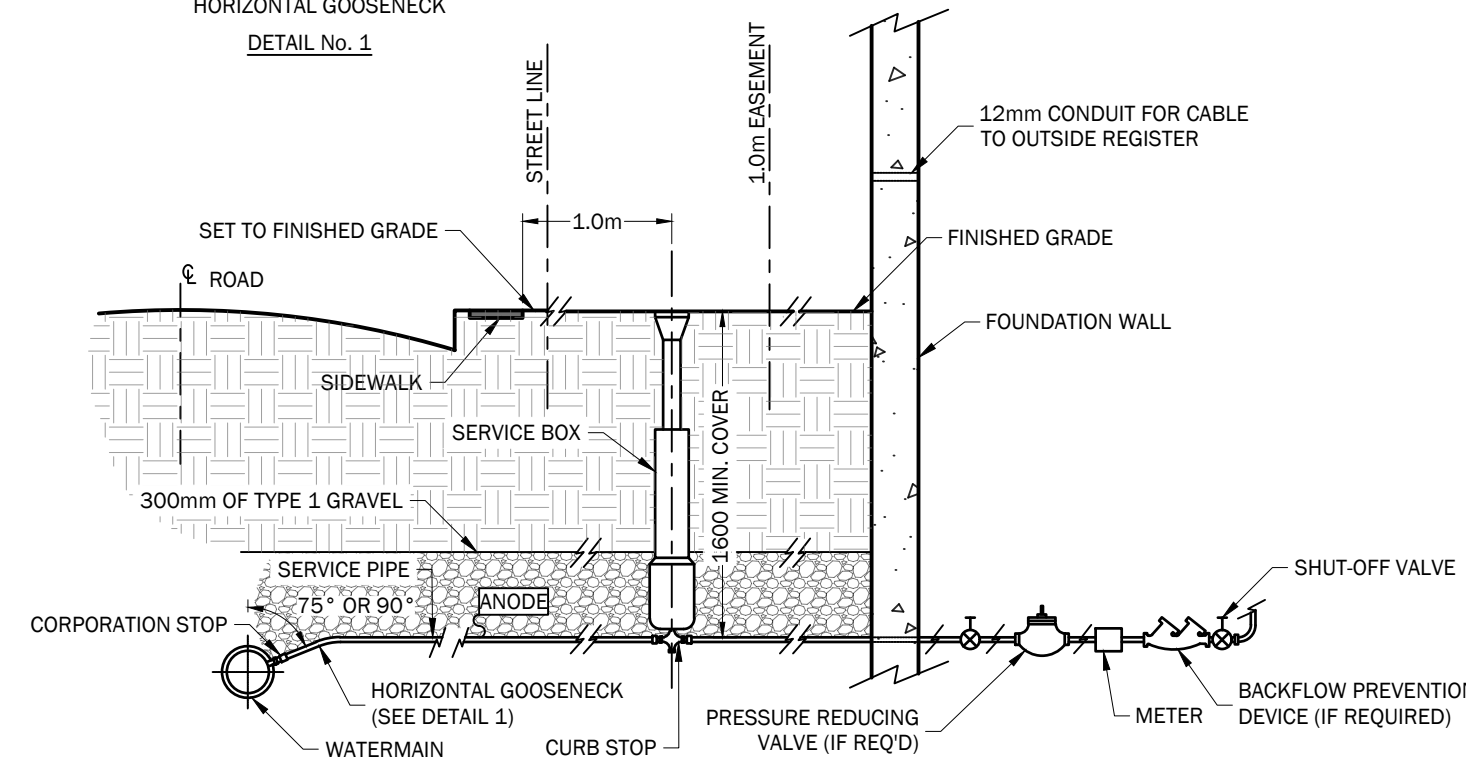 HORIZONTAL GOOSENECK
DETAIL No. 1
STREET LINE
1.0m EASEMENT
12mm CONDUIT FOR CABLE
TO OUTSIDE REGISTER
1.0m
SET TO FINISHED GRADE
FINISHED GRADE
℄ ROAD
FOUNDATION WALL
SIDEWALK
1600 MIN. COVER
SERVICE BOX
300mm OF TYPE 1 GRAVEL
SERVICE PIPE
SHUT-OFF VALVE
75° OR 90°
ANODE
CORPORATION STOP
HORIZONTAL GOOSENECK
(SEE DETAIL 1)
WATERMAIN
CURB STOP
PRESSURE REDUCING
VALVE (IF REQ'D)
METER
BACKFLOW PREVENTION
DEVICE (IF REQUIRED)